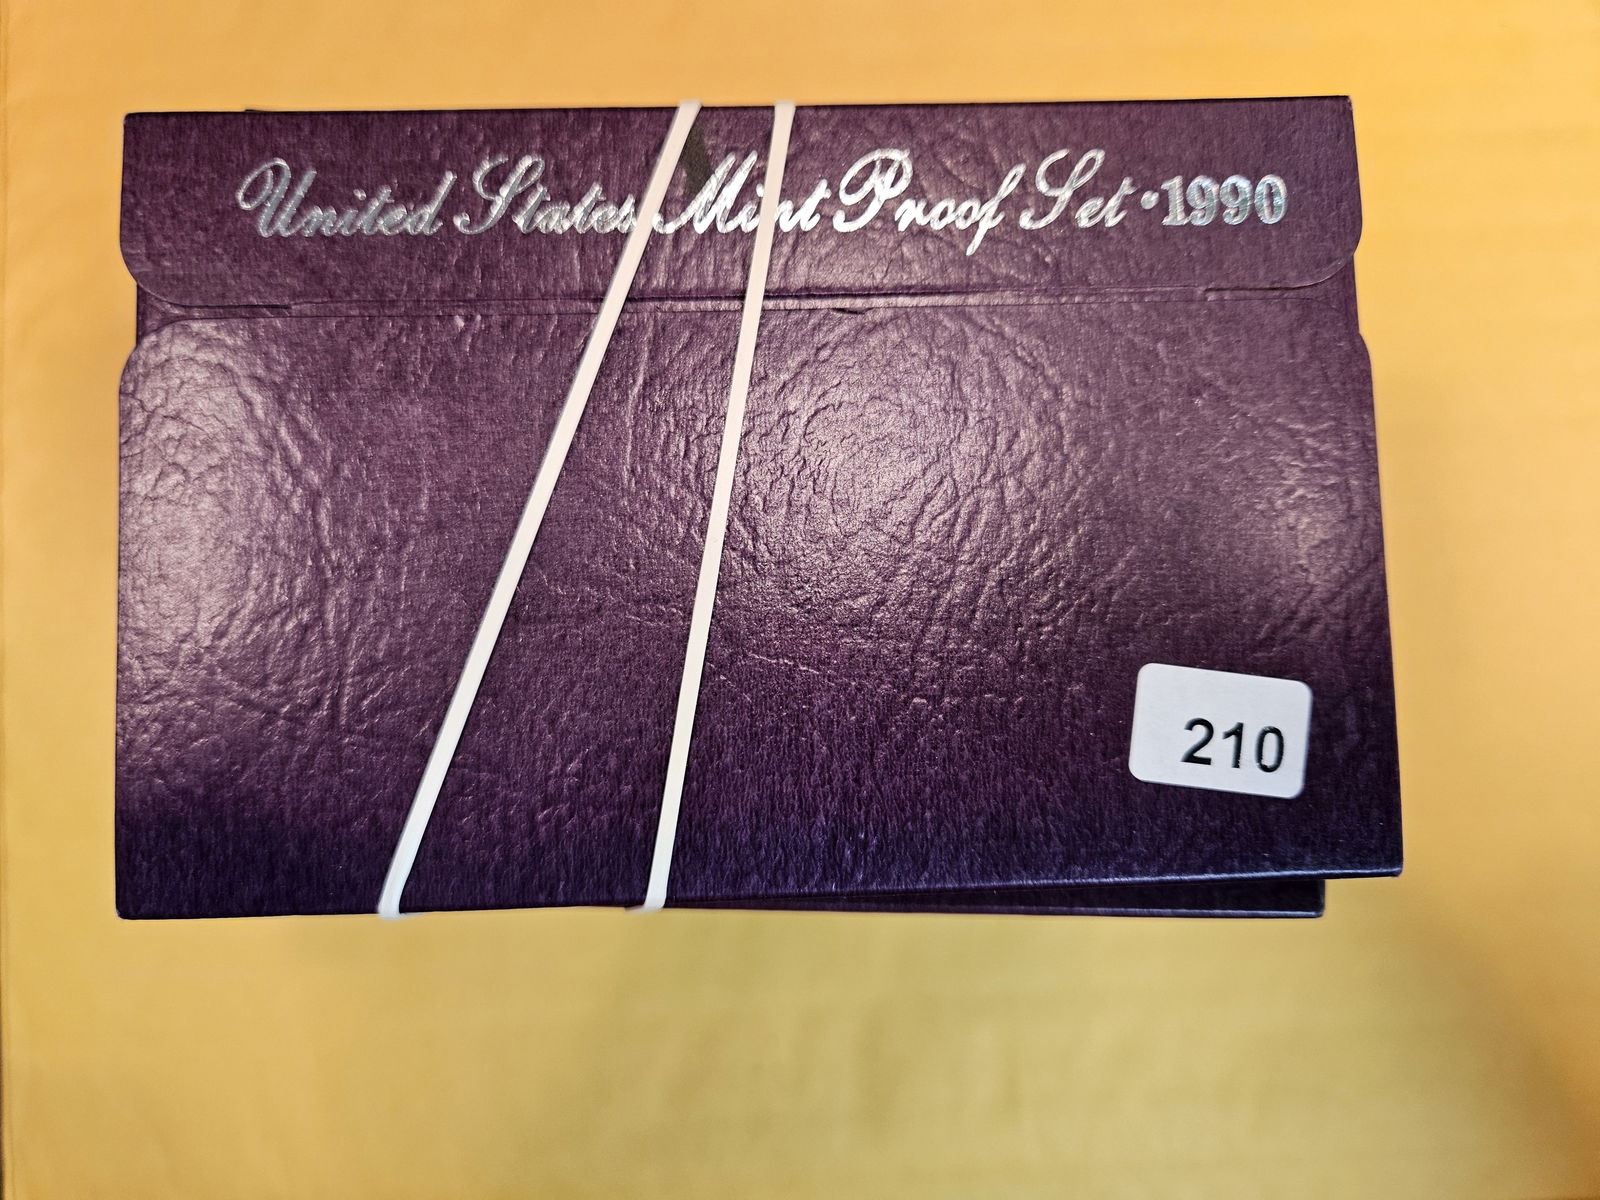 United States Mint Proof Set • 1990
210